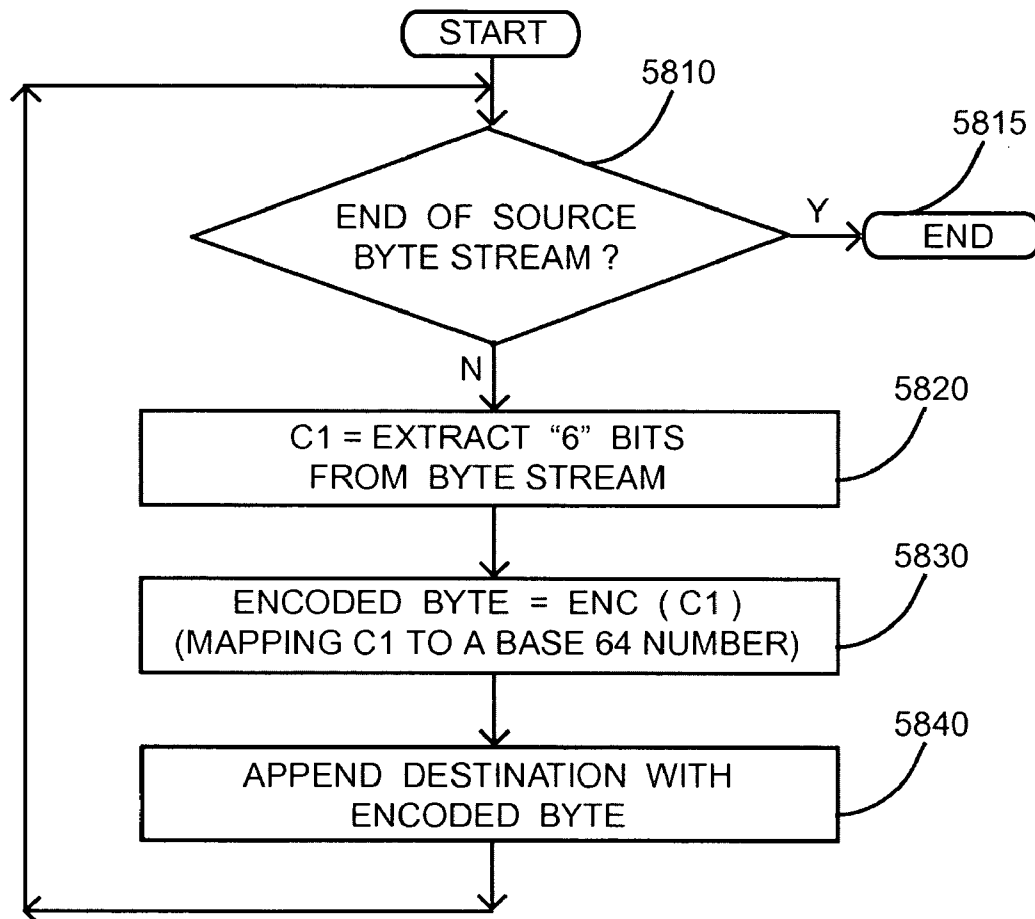 START
5810
5815
END OF SOURCE
BYTE STREAM ?
Y
END
N
5820
C1 = EXTRACT “6” BITS
FROM BYTE STREAM
5830
ENCODED BYTE = ENC ( C1 )
(MAPPING C1 TO A BASE 64 NUMBER)
5840
APPEND DESTINATION WITH
ENCODED BYTE